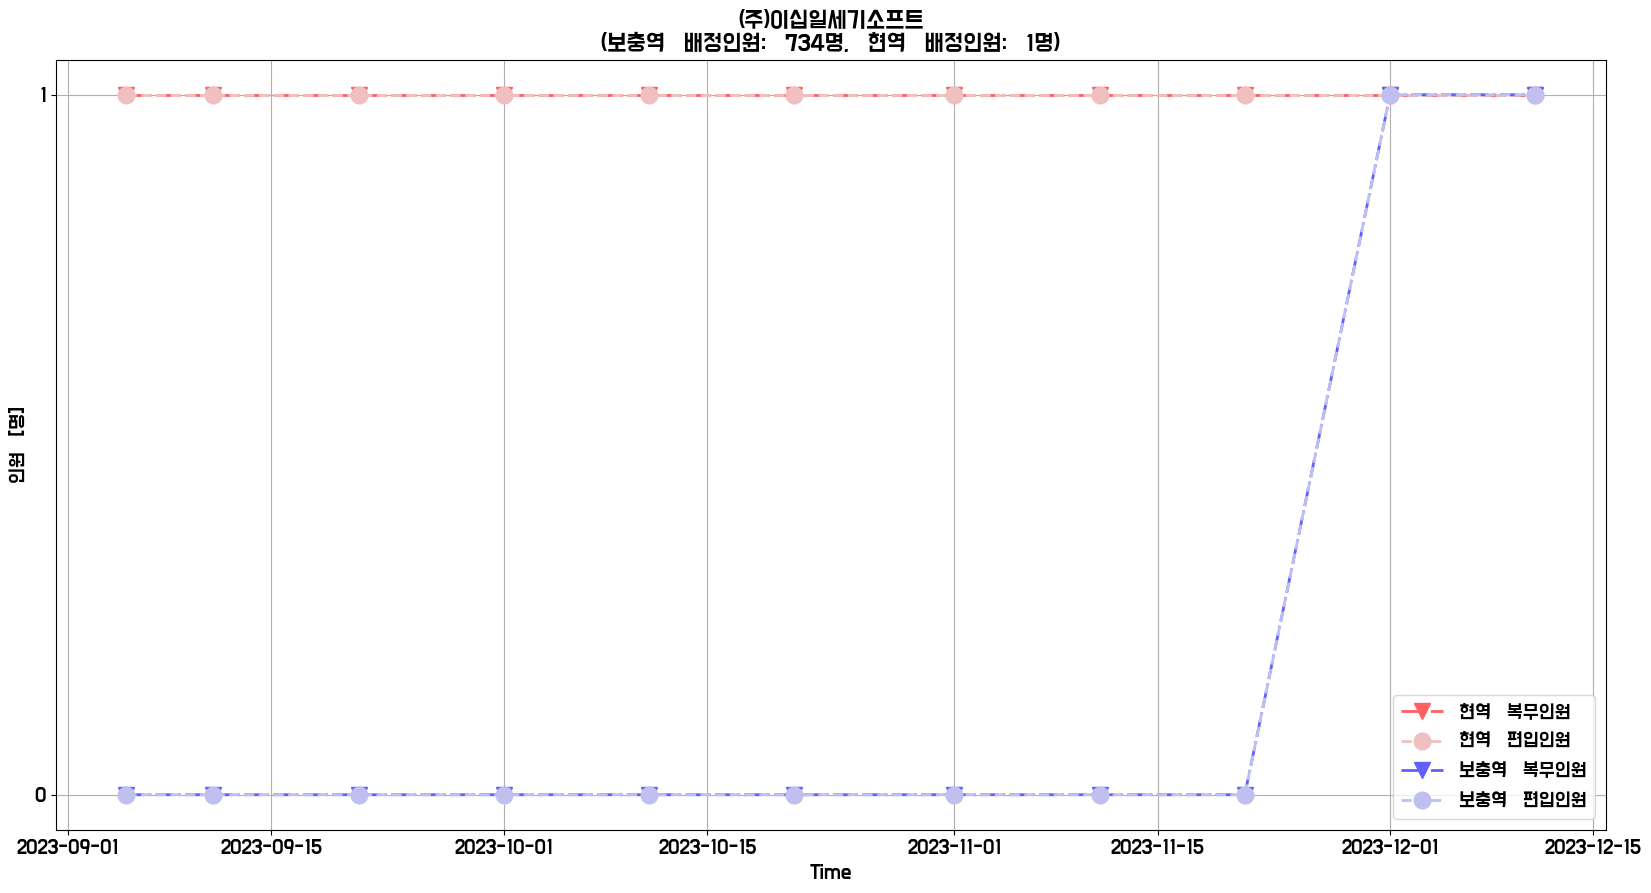 (주)이십일세기소프트
(보충역 배정인원: 734명, 현역 배정인원: 1명)
1
인원 [명]
0
현역 복무인원
현역 편입인원
보충역 복무인원
보충역 편입인원
2023-09-01 2023-09-15 2023-10-01 2023-10-15 2023-11-01 2023-11-15 2023-12-01 2023-12-15
Time